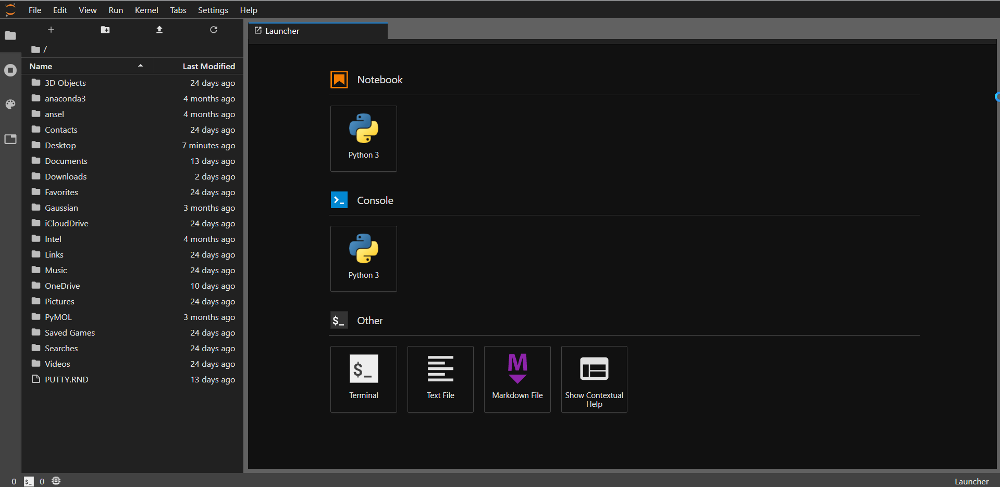 File Edit View Run Kernel Tabs Settings Help
/
Name Last Modified
3D Objects 24 days ago
anaconda3 4 months ago
ansel 4 months ago
Contacts 24 days ago
Desktop 7 minutes ago
Documents 13 days ago
Downloads 2 days ago
Favorites 24 days ago
Gaussian 3 months ago
iCloudDrive 24 days ago
Intel 4 months ago
Links 24 days ago
Music 24 days ago
OneDrive 10 days ago
Pictures 24 days ago
PyMOL 3 months ago
Saved Games 24 days ago
Searches 24 days ago
Videos 24 days ago
PUTTY.RND 13 days ago
Launcher
Notebook
Python 3
>_ Console
Python 3
$_ Other
$_
Terminal
Text File
M
Markdown File
Show Contextual
Help
0 $_ 0 Launcher